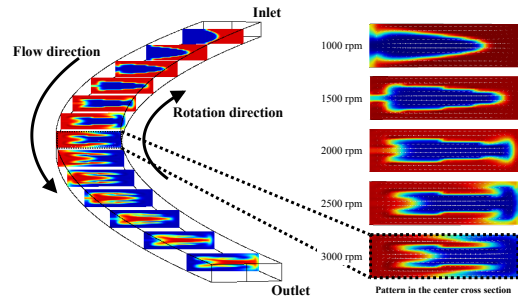 Inlet
Flow direction
Rotation direction
Outlet
1000 rpm
1500 rpm
2000 rpm
2500 rpm
3000 rpm
Pattern in the center cross section